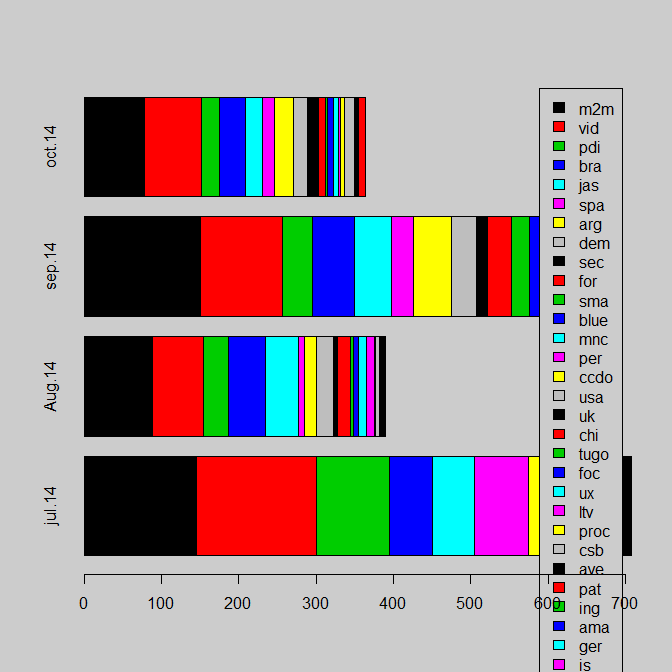 oct.14
sep.14
Aug.14
jul.14
0 100 200 300 400 500 600 700
m2m
vid
pdi
bra
jas
spa
arg
dem
sec
for
sma
blue
mnc
per
ccdo
usa
uk
chi
tugo
foc
ux
ltv
proc
csb
ave
pat
ing
ama
ger
is